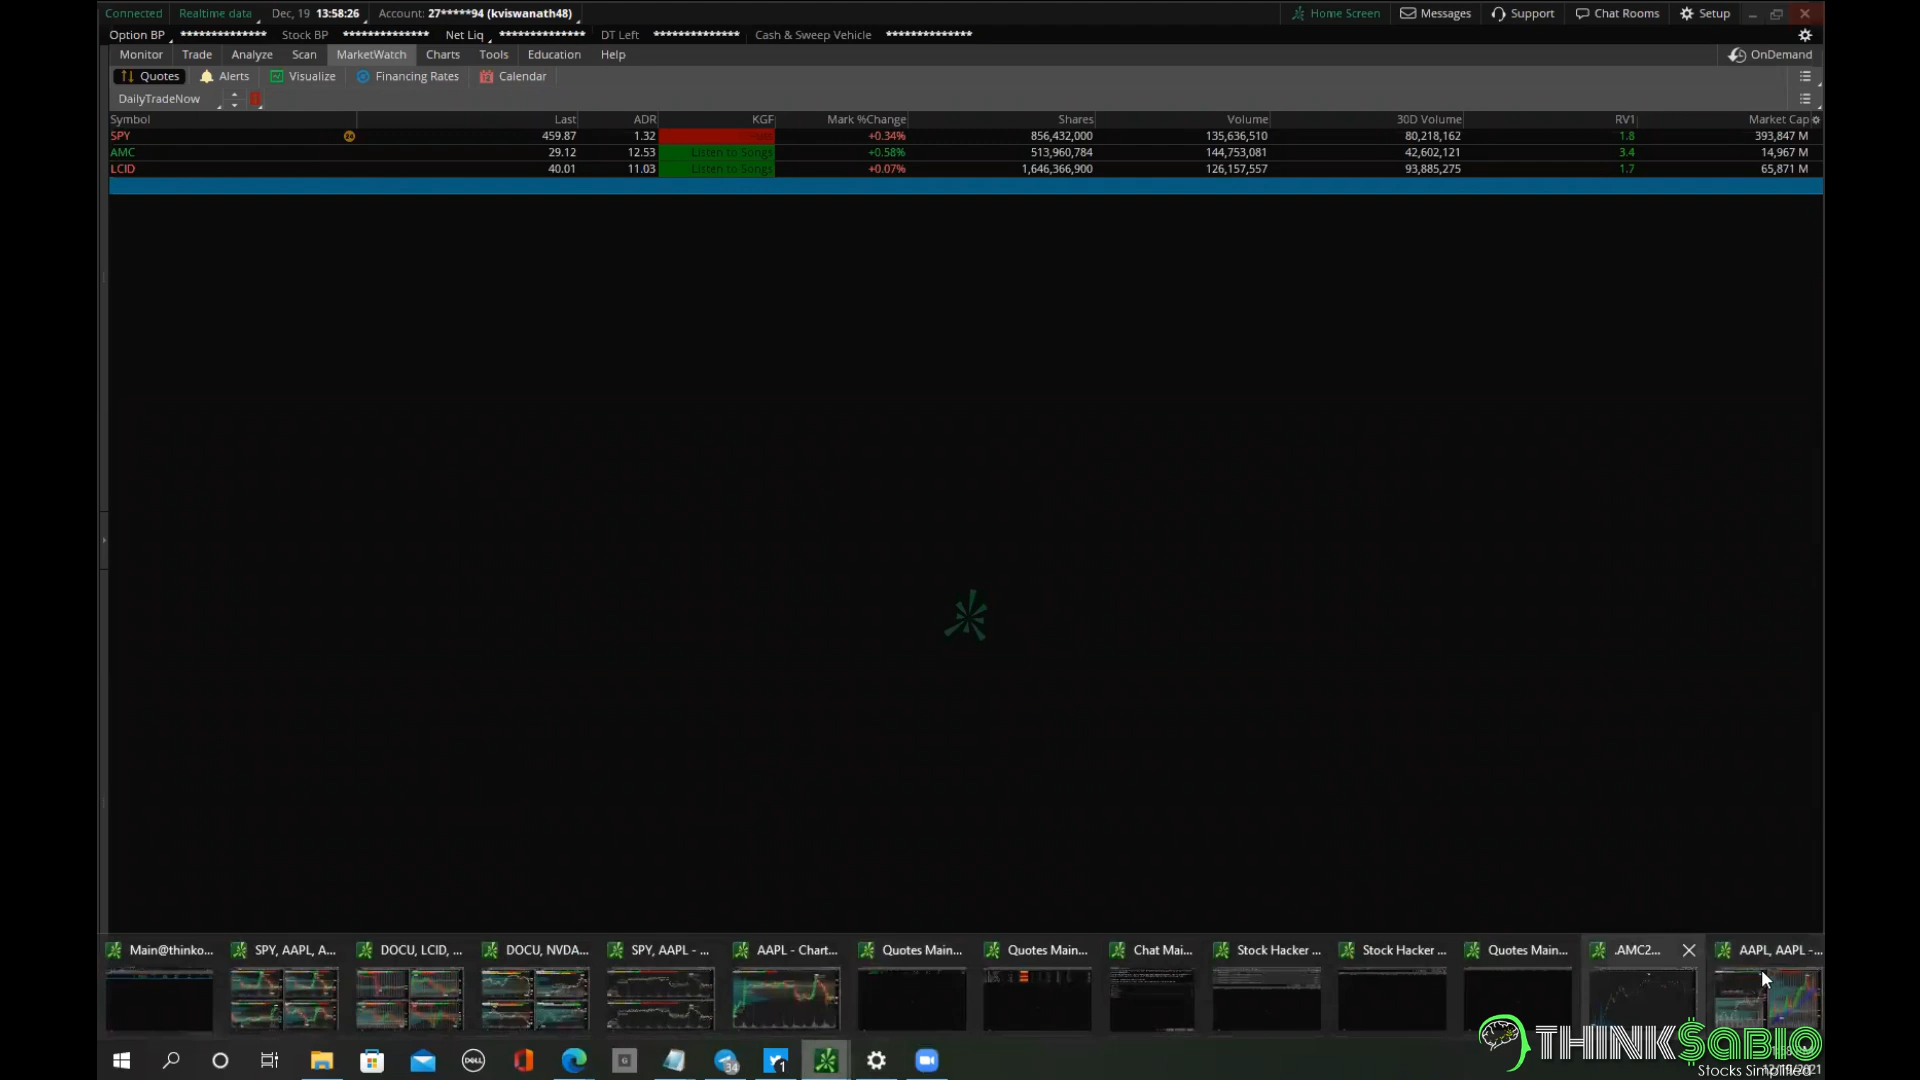 Connected Realtime data Dec, 19 13:58:26 Account: 27*****94 (kviswanath48) Home Screen Messages Support Chat Rooms Setup
Option BP ************** Stock BP ************** Net Liq ************** DT Left ************** Cash & Sweep Vehicle **************
Monitor Trade Analyze Scan MarketWatch Charts Tools Education Help OnDemand
Quotes Alerts Visualize Financing Rates Calendar
DailyTradeNow
Symbol Last ADR KGF Mark %Change Shares Volume 30D Volume RV1 Market Cap
SPY 459.87 1.32 +0.34% 856,432,000 135,636,510 80,218,162 1.8 393,847 M
AMC 29.12 12.53 Listen to Songs +0.58% 513,960,784 144,753,081 42,602,121 3.4 14,967 M
LCID 40.01 11.03 Listen to Songs +0.07% 1,646,366,900 126,157,557 93,885,275 1.7 65,871 M
Main@thinko... SPY, AAPL, A... DOCU, LCID, ... DOCU, NVDA... SPY, AAPL - ... AAPL - Chart... Quotes Main... Quotes Main... Chat Mai... Stock Hacker ... Stock Hacker ... Quotes Main... .AMC2... AAPL, AAPL -...
THINK$ABIO
DELL G 34 1
Stocks Simplified